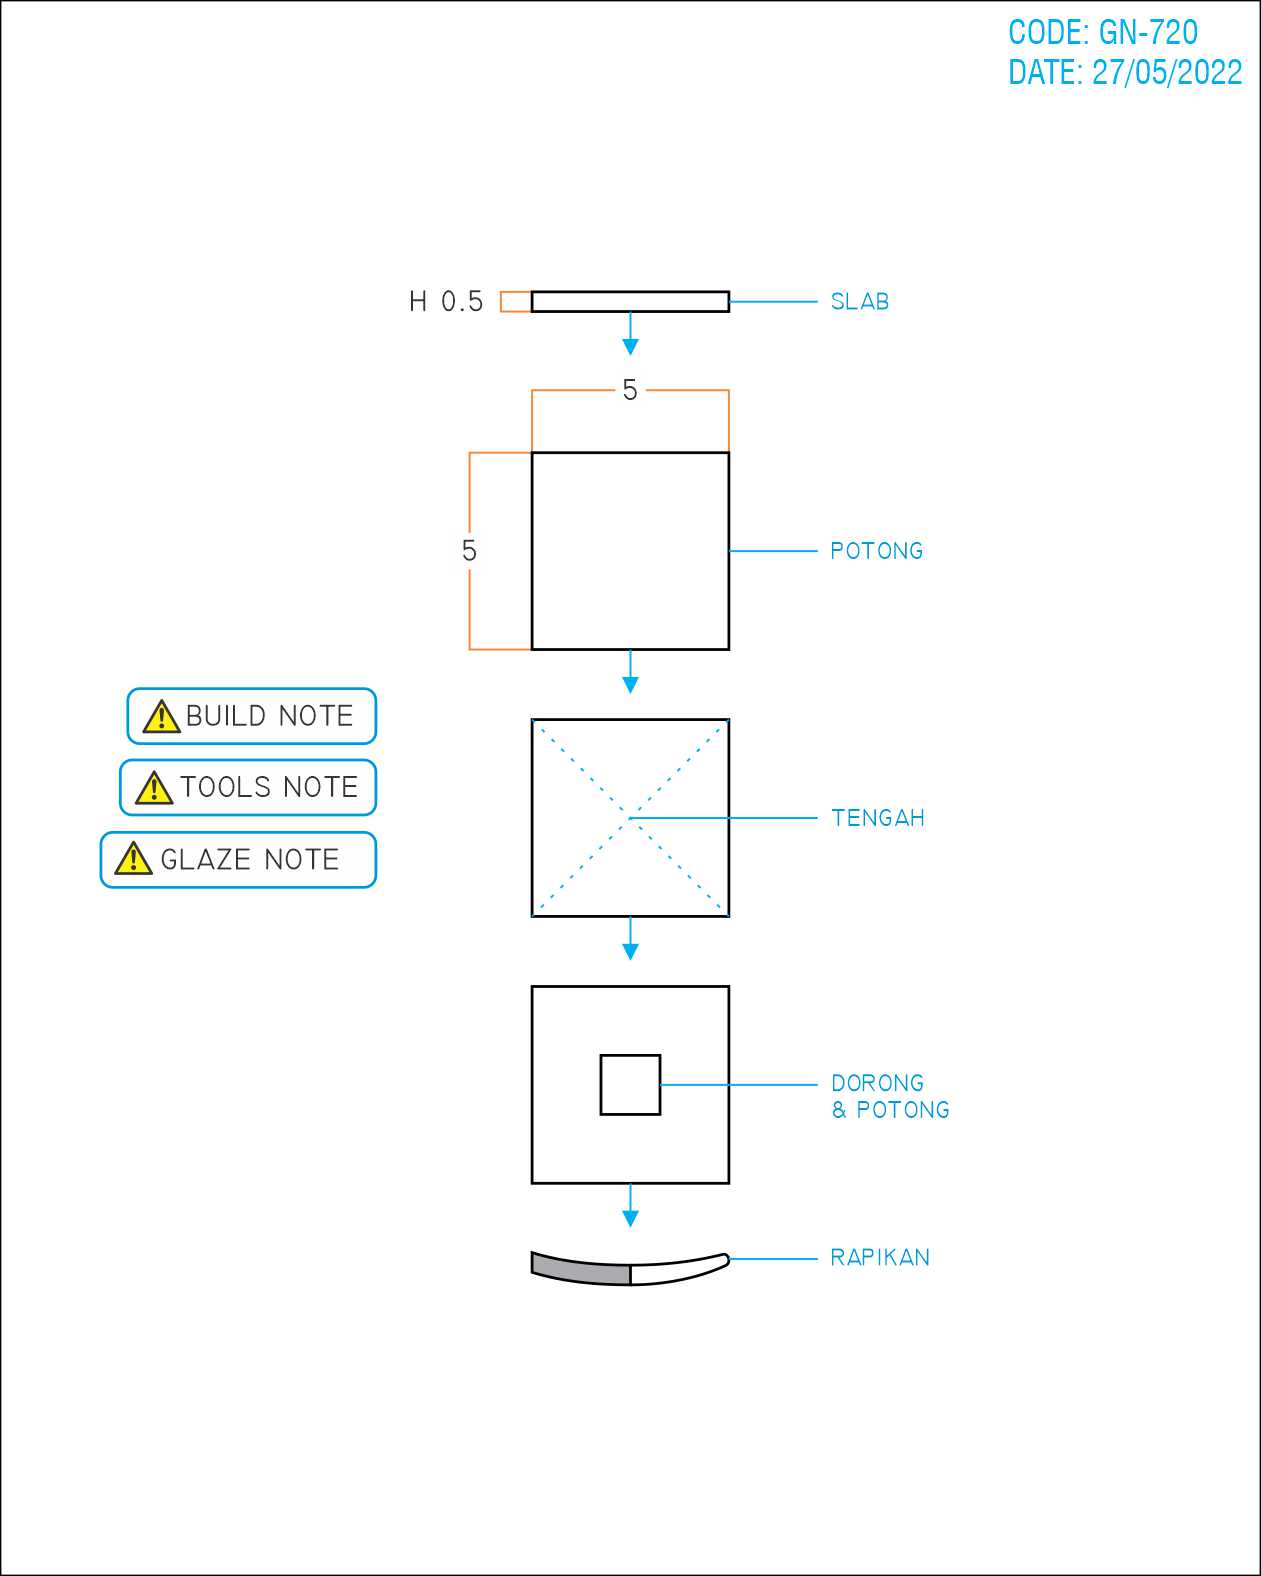 CODE: GN-720
DATE: 27/05/2022
H 0.5
SLAB
5
5
POTONG
BUILD NOTE
TOOLS NOTE
GLAZE NOTE
TENGAH
DORONG
& POTONG
RAPIKAN